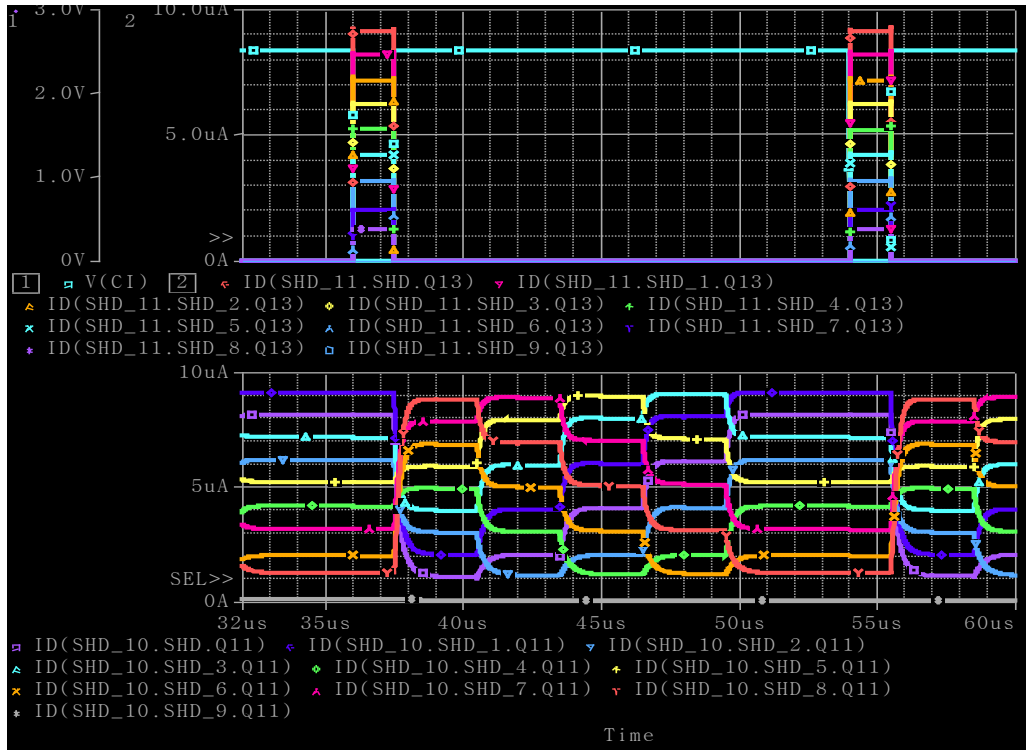 3.0V 10.0uA
1 2
2.0V
5.0uA
1.0V
>>
0V 0A
1 V(CI) 2 ID(SHD_11.SHD.Q13) ID(SHD_11.SHD_1.Q13)
ID(SHD_11.SHD_2.Q13) ID(SHD_11.SHD_3.Q13) ID(SHD_11.SHD_4.Q13)
ID(SHD_11.SHD_5.Q13) ID(SHD_11.SHD_6.Q13) ID(SHD_11.SHD_7.Q13)
ID(SHD_11.SHD_8.Q13) ID(SHD_11.SHD_9.Q13)
10uA
5uA
SEL>>
0A
32us 35us 40us 45us 50us 55us 60us
ID(SHD_10.SHD.Q11) ID(SHD_10.SHD_1.Q11) ID(SHD_10.SHD_2.Q11)
ID(SHD_10.SHD_3.Q11) ID(SHD_10.SHD_4.Q11) ID(SHD_10.SHD_5.Q11)
ID(SHD_10.SHD_6.Q11) ID(SHD_10.SHD_7.Q11) ID(SHD_10.SHD_8.Q11)
ID(SHD_10.SHD_9.Q11)
Time